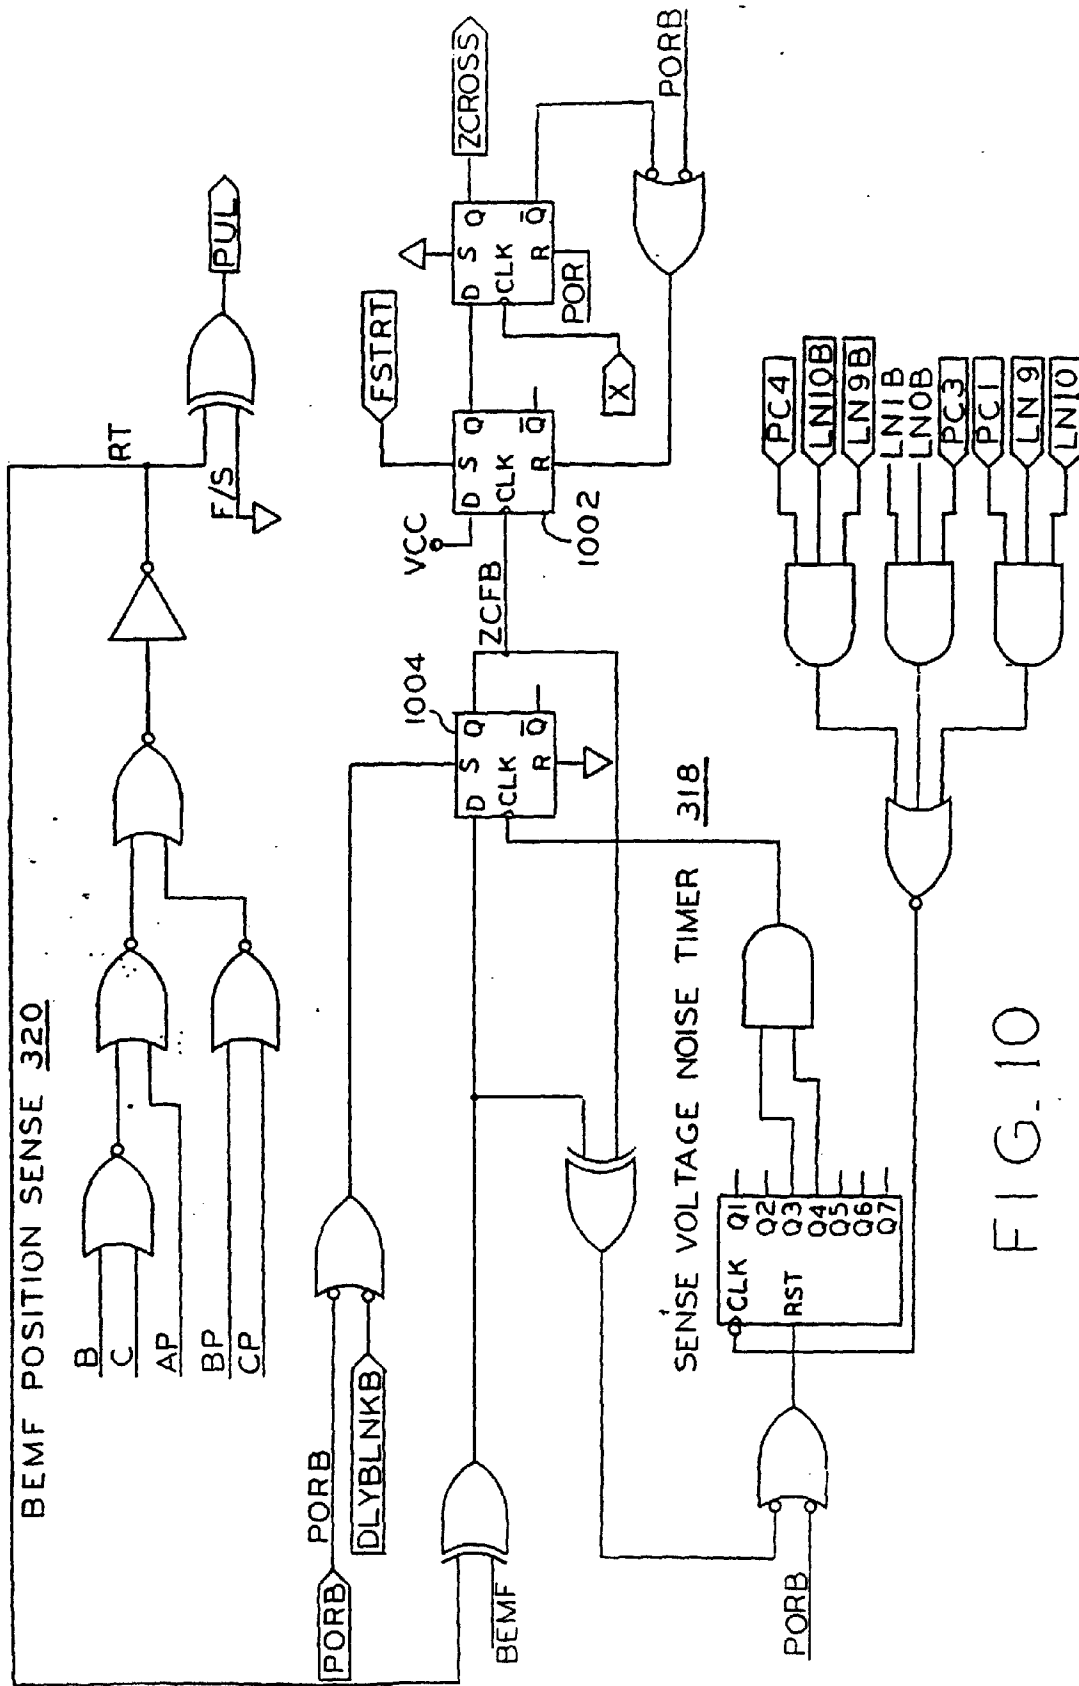 BEMF POSITION SENSE 320
B
C
AP
BP
CP
RT
F/S
PUL
PORB
PORB
DLYBLNKB
BEMF
1004
D
S
Q
CLK
Q
R
ZCFB
VCC
FSTRT
D
S
Q
CLK
Q
R
1002
X
D
S
Q
CLK
Q
R
POR
ZCROSS
PORB
SENSE VOLTAGE NOISE TIMER 318
PORB
CLK
RST
Q1
Q2
Q3
Q4
Q5
Q6
Q7
PC4
LN10B
LN9B
LN1B
LN0B
PC3
PC1
LN9
LN10
FIG. 10